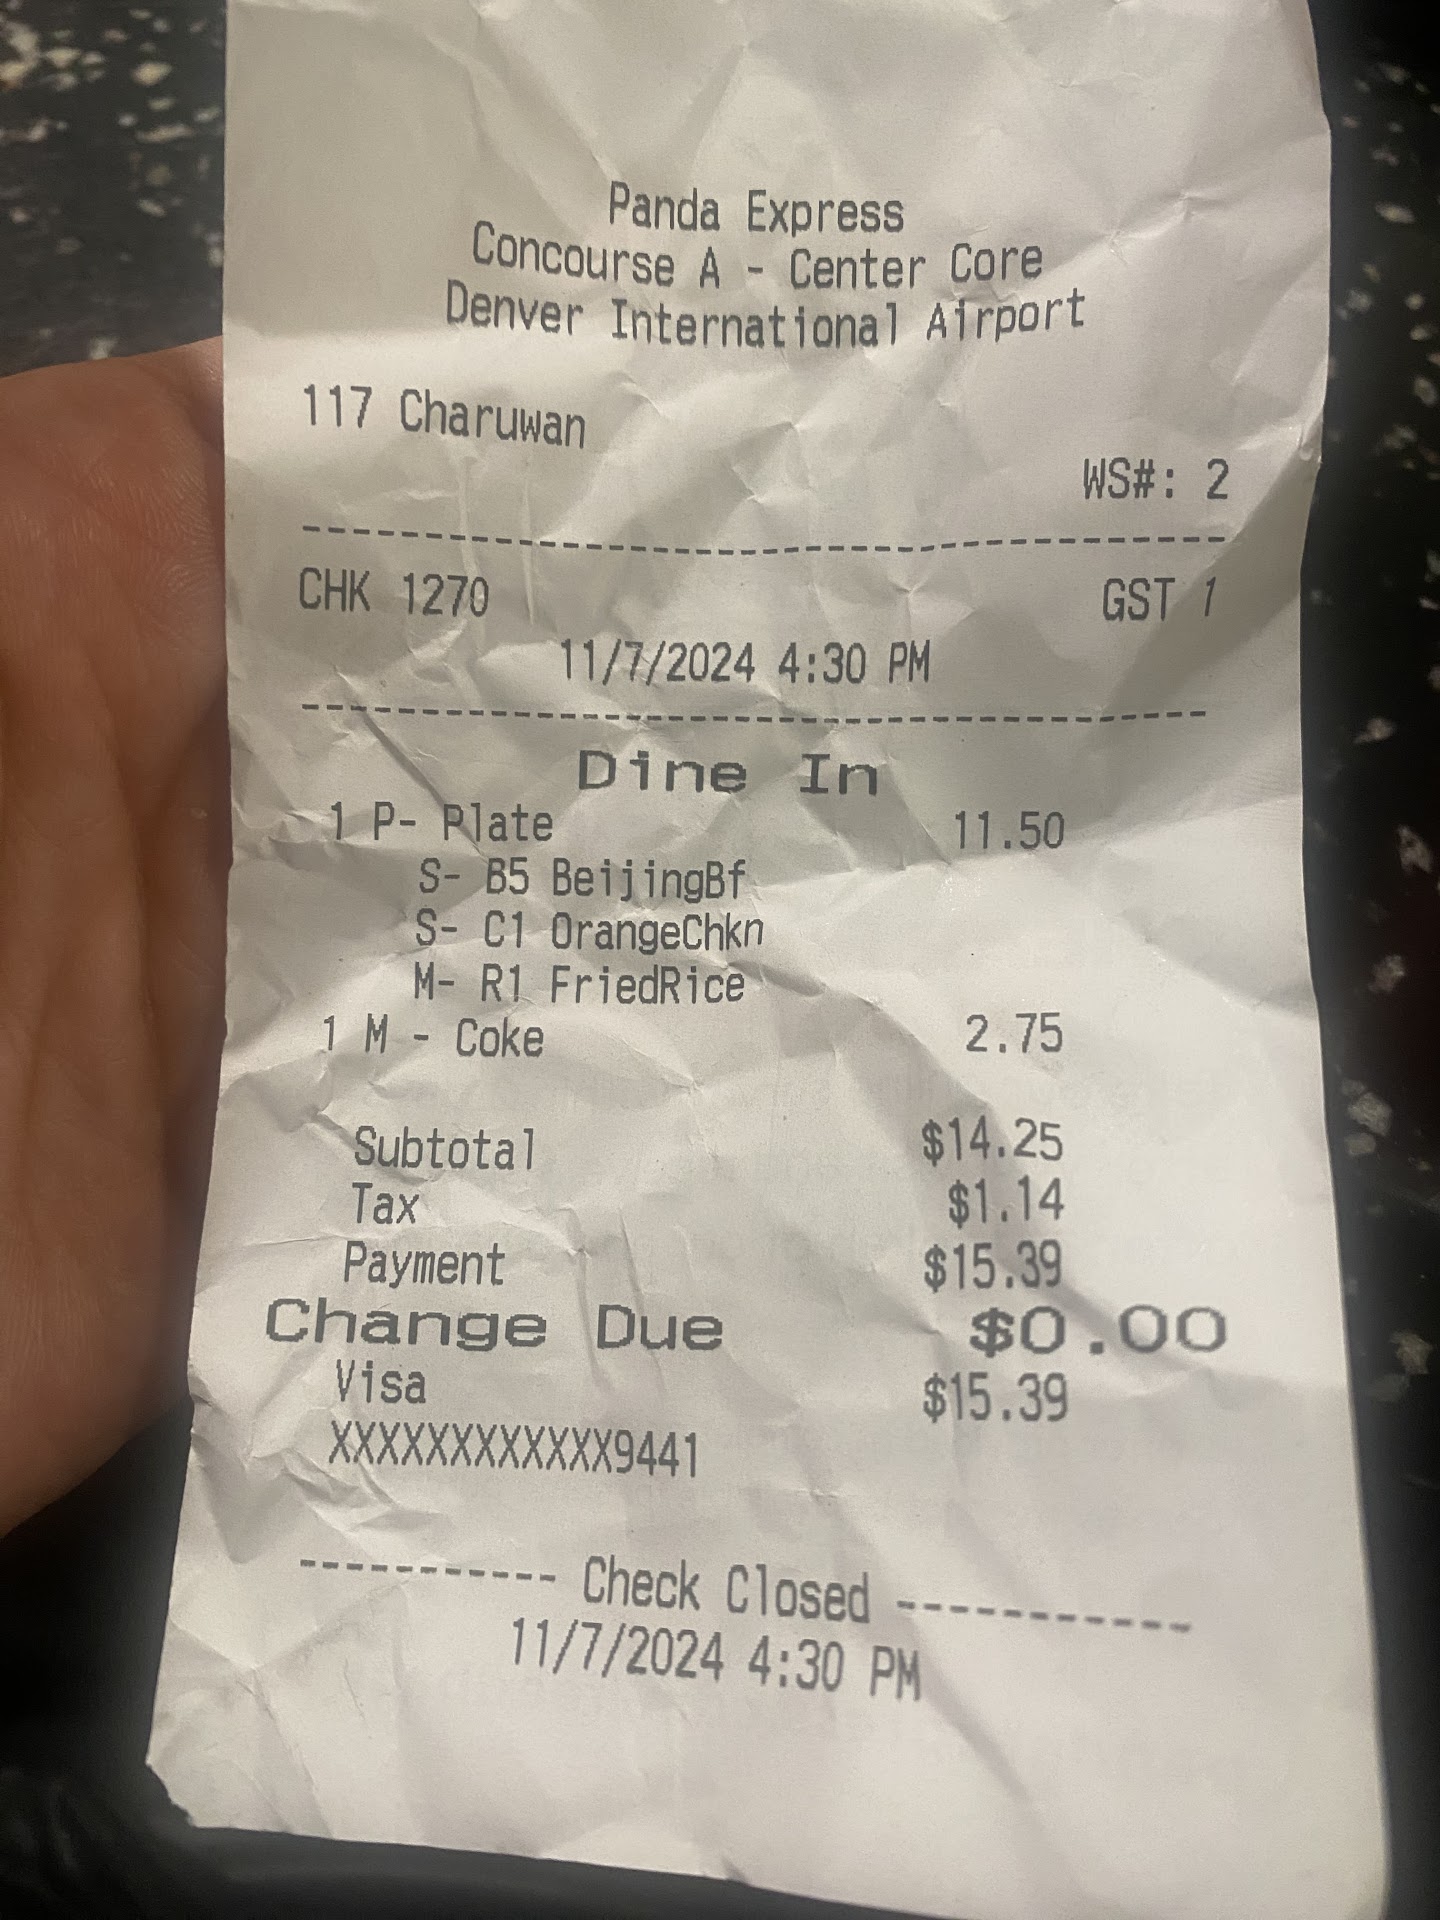 Panda Express
Concourse A - Center Core
Denver International Airport
117 Charuwan
WS#: 2
----------------------------------------
CHK 1270 GST 1
11/7/2024 4:30 PM
----------------------------------------
Dine In
1 P- Plate 11.50
S- B5 BeijingBf
S- C1 OrangeChkn
M- R1 FriedRice
1 M - Coke 2.75
Subtotal $14.25
Tax $1.14
Payment $15.39
Change Due $0.00
Visa $15.39
XXXXXXXXXXXX9441
----------- Check Closed -----------
11/7/2024 4:30 PM